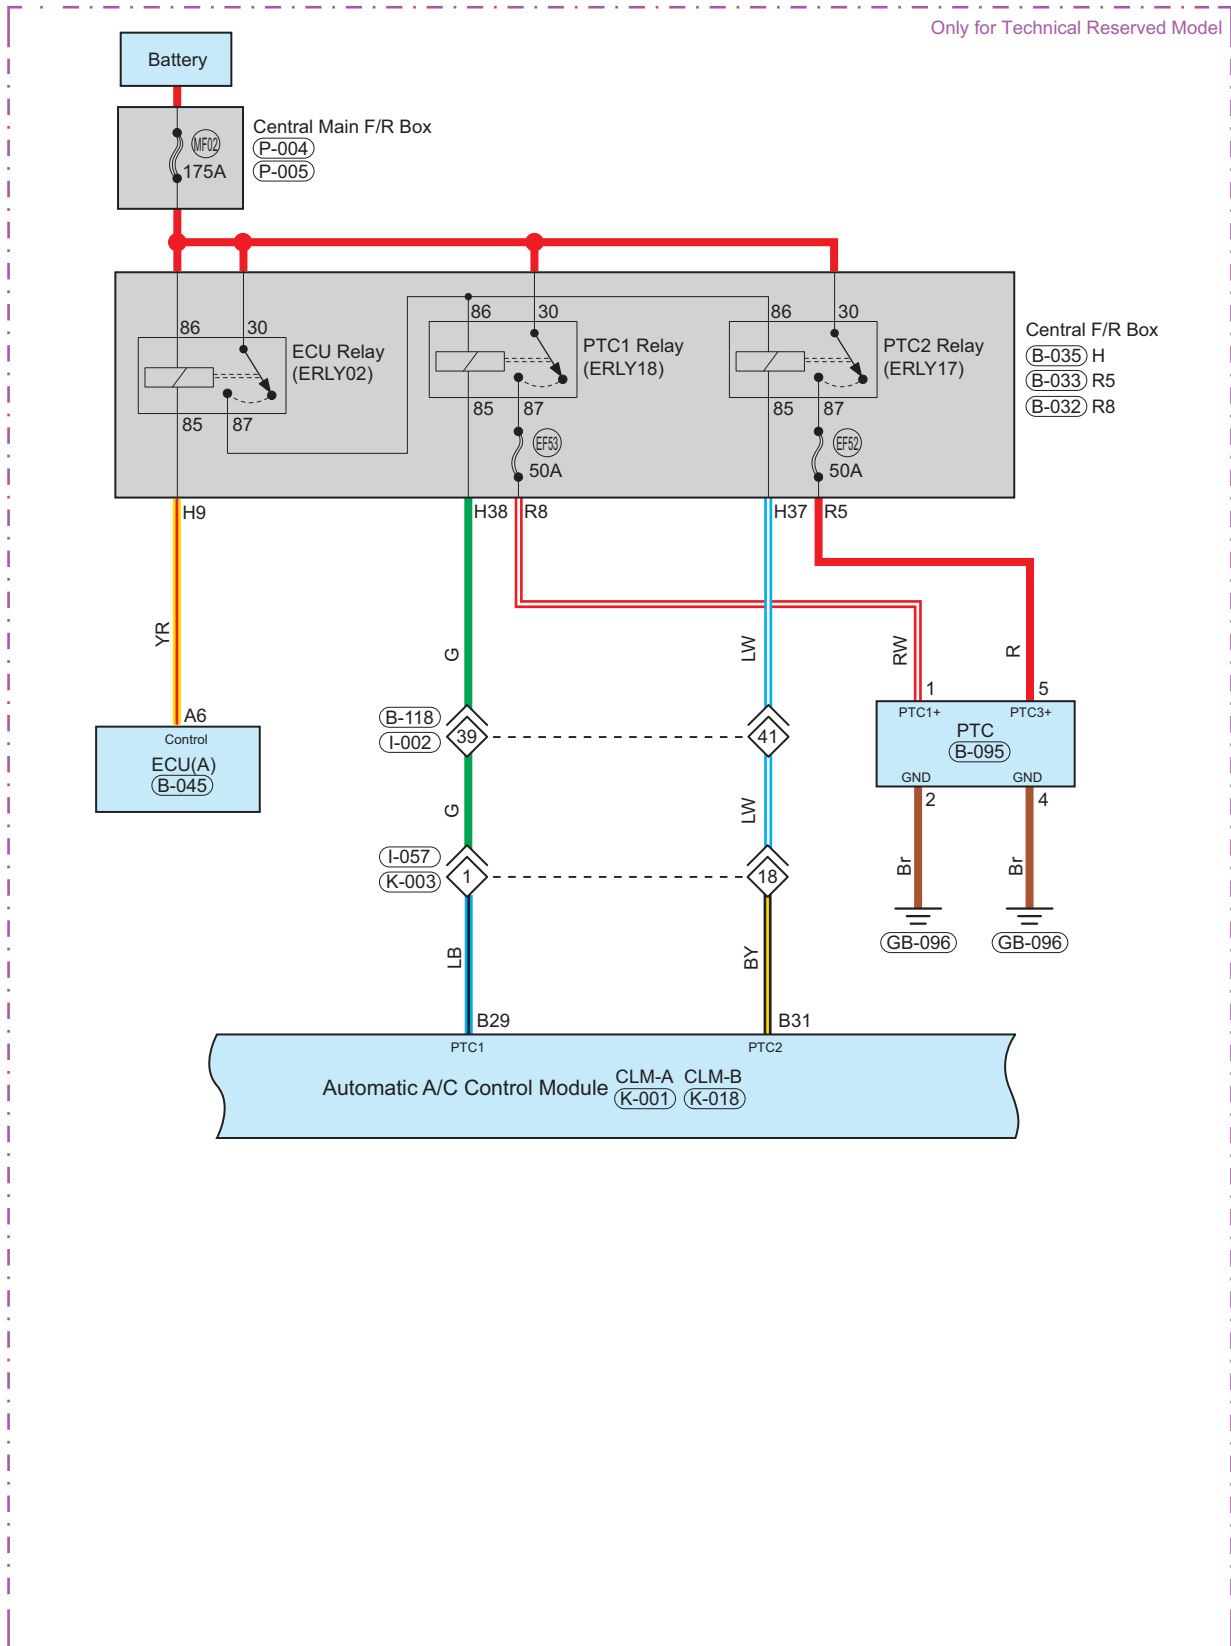 Only for Technical Reserved Model
Battery
MF02
175A
Central Main F/R Box
P-004
P-005
86 30
ECU Relay
(ERLY02)
85 87
86 30
PTC1 Relay
(ERLY18)
85 87
EF53
50A
86 30
PTC2 Relay
(ERLY17)
85 87
EF52
50A
Central F/R Box
B-035 H
B-033 R5
B-032 R8
H9
H38 R8
H37 R5
YR
G
LW
RW
R
A6
Control
ECU(A)
B-045
B-118
I-002
39
41
1 5
PTC1+ PTC3+
PTC
B-095
GND GND
2 4
G
LW
Br
Br
I-057
K-003
1
18
GB-096
GB-096
LB
BY
B29
B31
PTC1
PTC2
Automatic A/C Control Module
CLM-A CLM-B
K-001 K-018